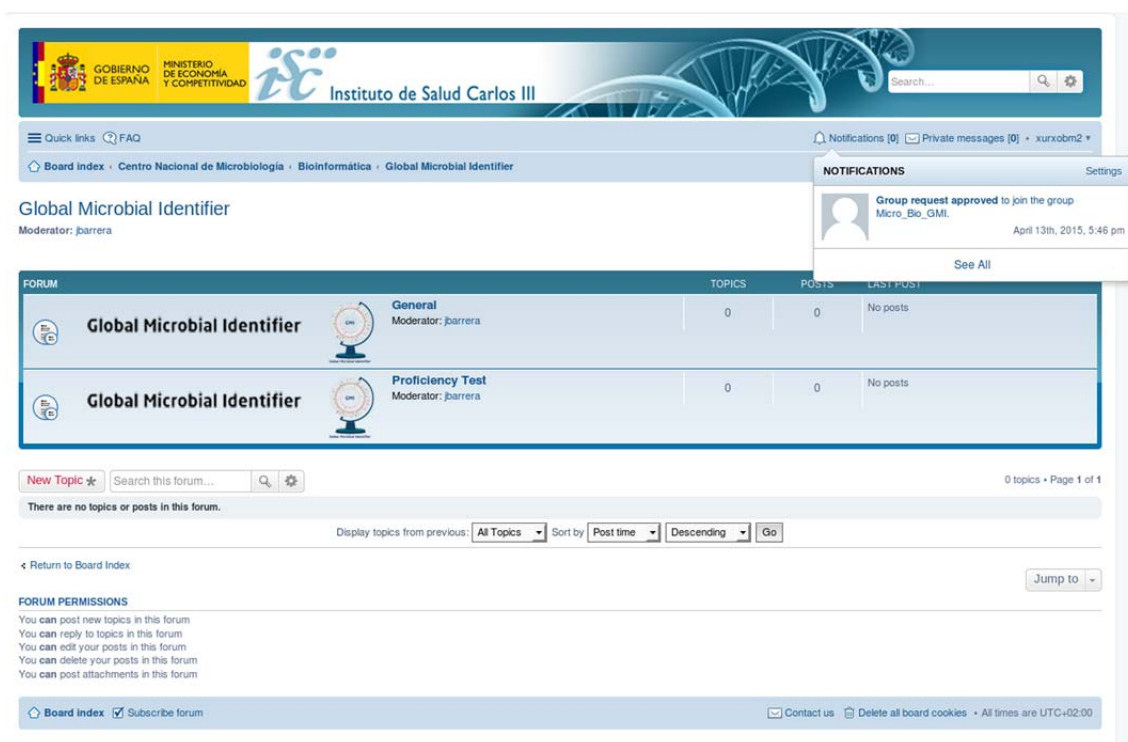 GOBIERNO
DE ESPAÑA
MINISTERIO
DE ECONOMÍA
Y COMPETITIVIDAD
isciii
Instituto de Salud Carlos III
Search...
Quick links FAQ
Notifications [0] Private messages [0] • xurxobm2
Board index ‹ Centro Nacional de Microbiología ‹ Bioinformática ‹ Global Microbial Identifier
NOTIFICATIONS Settings
Group request approved to join the group
Micro_Bio_GMI.
April 13th, 2015, 5:46 pm
See All
Global Microbial Identifier
Moderator: jbarrera
FORUM TOPICS POSTS LAST POST
Global Microbial Identifier
GMI
Global Microbial Identifier
General
Moderator: jbarrera
0 0 No posts
Global Microbial Identifier
GMI
Global Microbial Identifier
Proficiency Test
Moderator: jbarrera
0 0 No posts
New Topic Search this forum...
0 topics • Page 1 of 1
There are no topics or posts in this forum.
Display topics from previous: All Topics Sort by Post time Descending Go
‹ Return to Board Index
Jump to
FORUM PERMISSIONS
You can post new topics in this forum
You can reply to topics in this forum
You can edit your posts in this forum
You can delete your posts in this forum
You can post attachments in this forum
Board index Subscribe forum
Contact us Delete all board cookies • All times are UTC+02:00